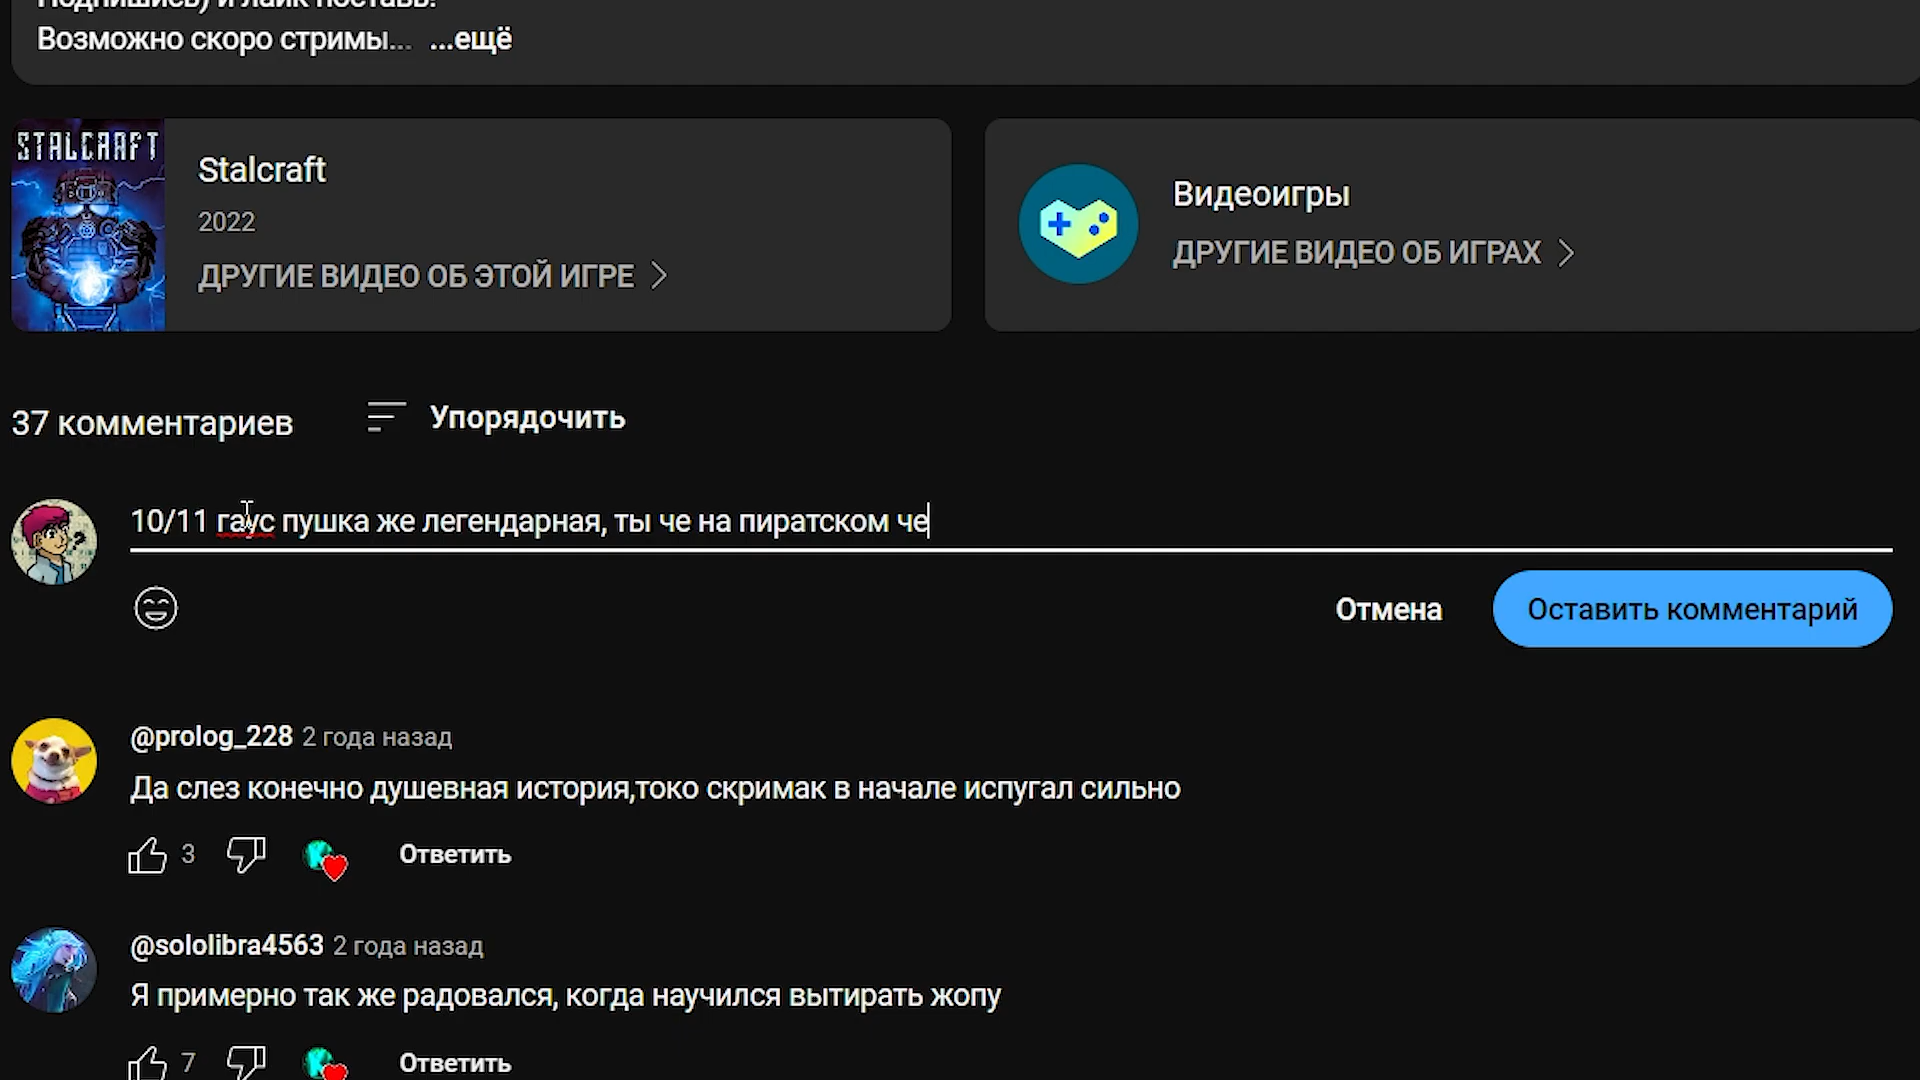 Подпишись) и лайк поставь!
Возможно скоро стримы... ...ещё
STALCRAFT
Stalcraft
2022
ДРУГИЕ ВИДЕО ОБ ЭТОЙ ИГРЕ
Видеоигры
ДРУГИЕ ВИДЕО ОБ ИГРАХ
37 комментариев
Упорядочить
10/11 гаус пушка же легендарная, ты че на пиратском че
Отмена
Оставить комментарий
@prolog_228 2 года назад
Да слез конечно душевная история,токо скримак в начале испугал сильно
3
Ответить
@sololibra4563 2 года назад
Я примерно так же радовался, когда научился вытирать жопу
7
Ответить